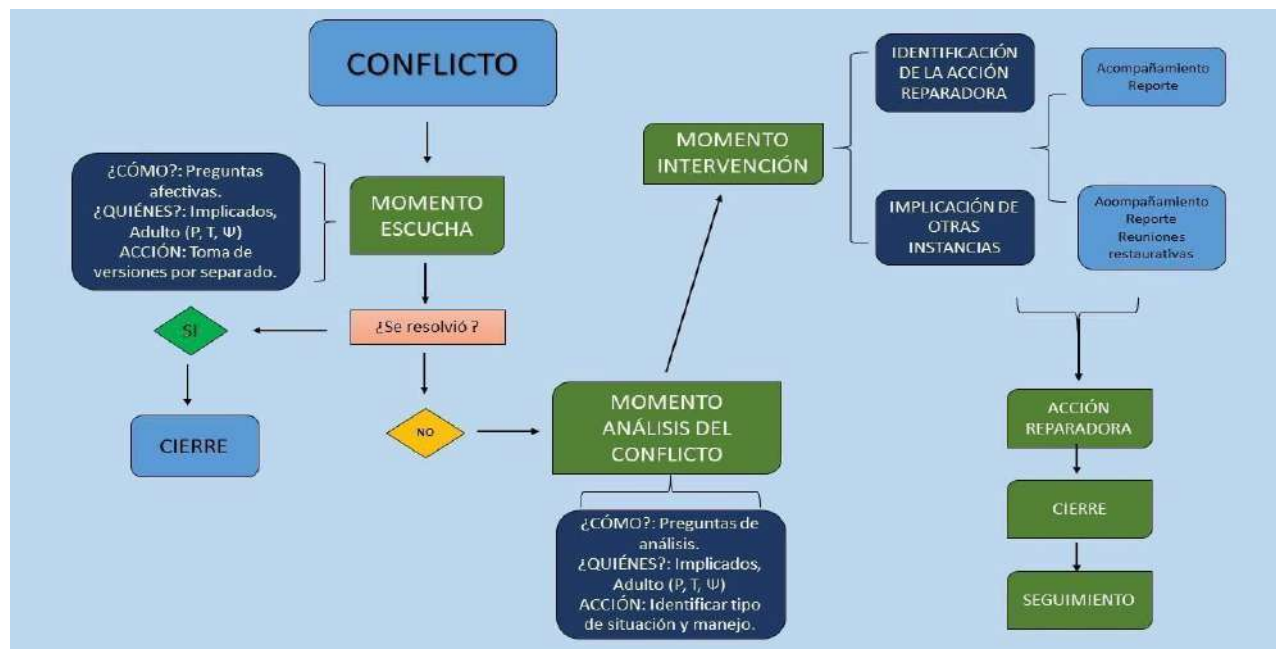 CONFLICTO
¿CÓMO?: Preguntas
afectivas.
¿QUIÉNES?: Implicados,
Adulto (P, T, Ψ)
ACCIÓN: Toma de
versiones por separado.
MOMENTO
ESCUCHA
¿Se resolvió ?
SI
CIERRE
NO
MOMENTO
ANÁLISIS DEL
CONFLICTO
¿CÓMO?: Preguntas de
análisis.
¿QUIÉNES?: Implicados,
Adulto (P, T, Ψ)
ACCIÓN: Identificar tipo
de situación y manejo.
MOMENTO
INTERVENCIÓN
IDENTIFICACIÓN
DE LA ACCIÓN
REPARADORA
Acompañamiento
Reporte
IMPLICACIÓN DE
OTRAS
INSTANCIAS
Acompañamiento
Reporte
Reuniones
restaurativas
ACCIÓN
REPARADORA
CIERRE
SEGUIMIENTO